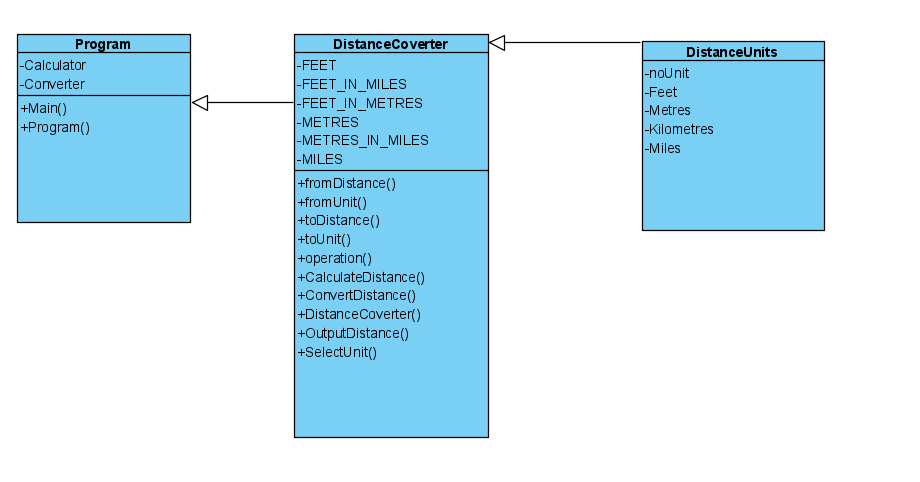 Program
-Calculator
-Converter
+Main()
+Program()
DistanceCoverter
-FEET
-FEET_IN_MILES
-FEET_IN_METRES
-METRES
-METRES_IN_MILES
-MILES
+fromDistance()
+fromUnit()
+toDistance()
+toUnit()
+operation()
+CalculateDistance()
+ConvertDistance()
+DistanceCoverter()
+OutputDistance()
+SelectUnit()
DistanceUnits
-noUnit
-Feet
-Metres
-Kilometres
-Miles